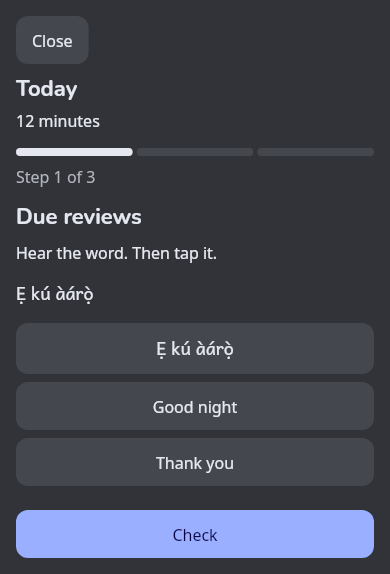 Close
Today
12 minutes
Step 1 of 3
Due reviews
Hear the word. Then tap it.
Ẹ kú àárọ̀
Ẹ kú àárọ̀
Good night
Thank you
Check